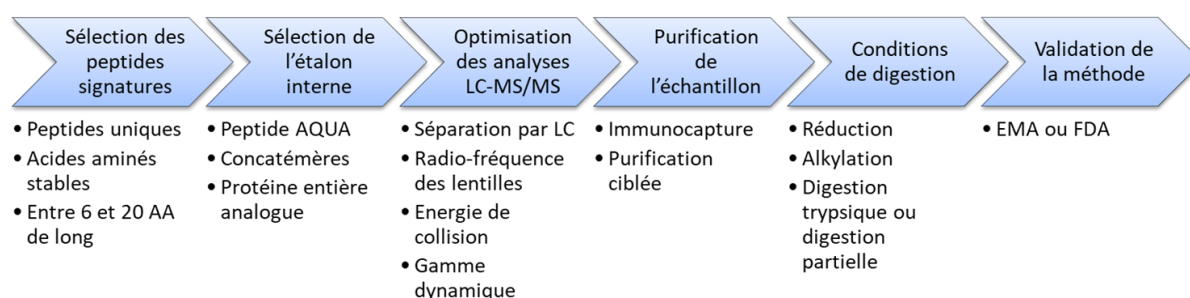 Sélection des
peptides
signatures
Sélection de
l'étalon
interne
Optimisation
des analyses
LC-MS/MS
Purification
de
l'échantillon
Conditions
de digestion
Validation de
la méthode
• Peptides uniques
• Acides aminés
stables
• Entre 6 et 20 AA
de long
• Peptide AQUA
• Concatémères
• Protéine entière
analogue
• Séparation par LC
• Radio-fréquence
des lentilles
• Energie de
collision
• Gamme
dynamique
• Immunocapture
• Purification
ciblée
• Réduction
• Alkylation
• Digestion
trypsique ou
digestion
partielle
• EMA ou FDA